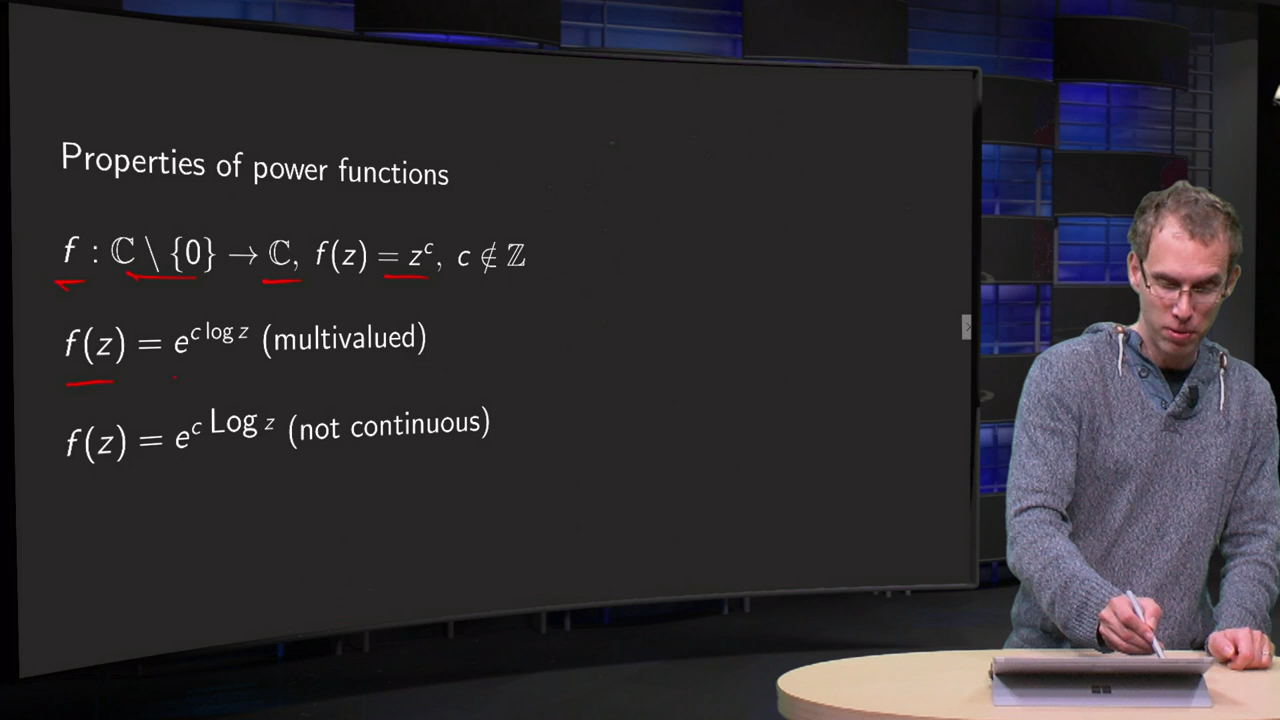 Properties of power functions
f : ℂ \ {0} → ℂ, f(z) = z^c, c ∉ ℤ
f(z) = e^{c log z} (multivalued)
f(z) = e^{c Log z} (not continuous)